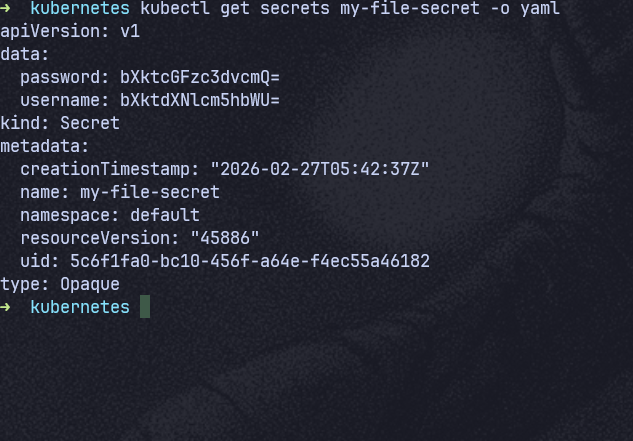 ➜  kubernetes kubectl get secrets my-file-secret -o yaml
apiVersion: v1
data:
  password: bXktcGFzc3dvcmQ=
  username: bXktdXNlcm5hbWU=
kind: Secret
metadata:
  creationTimestamp: "2026-02-27T05:42:37Z"
  name: my-file-secret
  namespace: default
  resourceVersion: "45886"
  uid: 5c6f1fa0-bc10-456f-a64e-f4ec55a46182
type: Opaque
➜  kubernetes